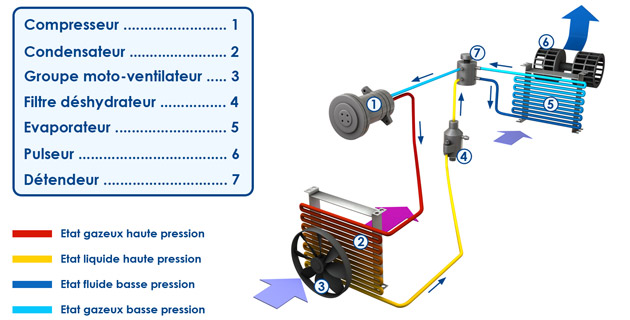 Compresseur ......................... 1
Condensateur ....................... 2
Groupe moto-ventilateur ..... 3
Filtre déshydrateur ................ 4
Evaporateur .......................... 5
Pulseur ................................... 6
Détendeur ............................. 7
Etat gazeux haute pression
Etat liquide haute pression
Etat fluide basse pression
Etat gazeux basse pression
6
7
1
5
4
2
3